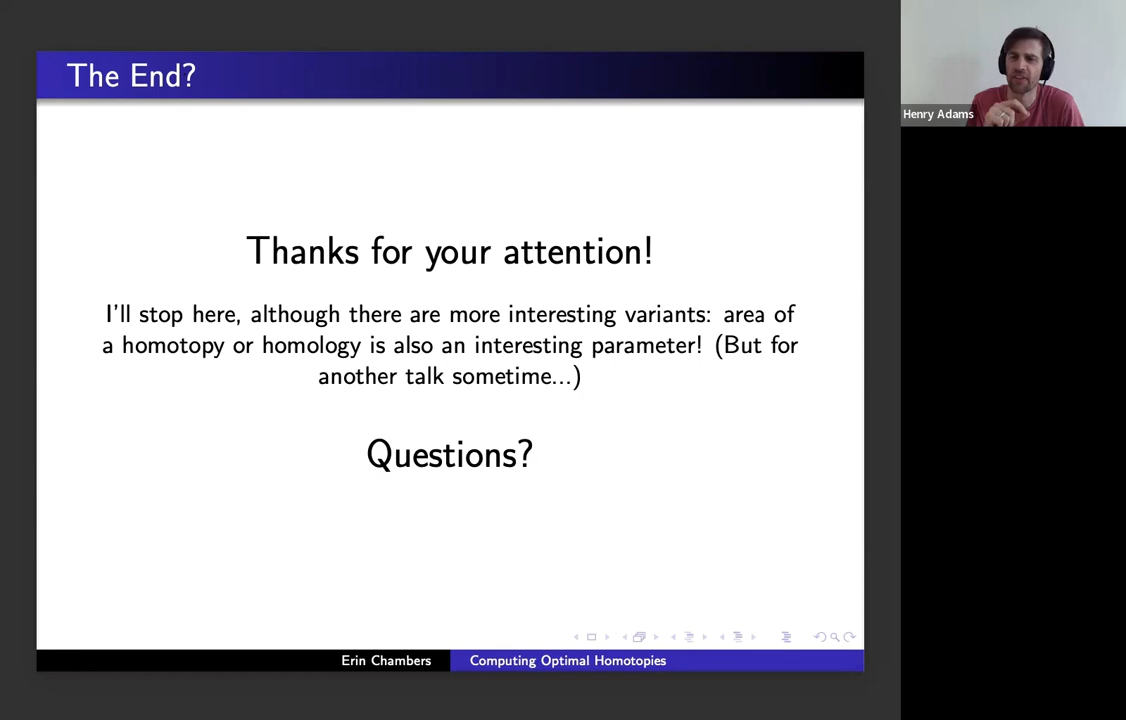 The End?
Henry Adams
Thanks for your attention!
I'll stop here, although there are more interesting variants: area of
a homotopy or homology is also an interesting parameter! (But for
another talk sometime...)
Questions?
Erin Chambers
Computing Optimal Homotopies